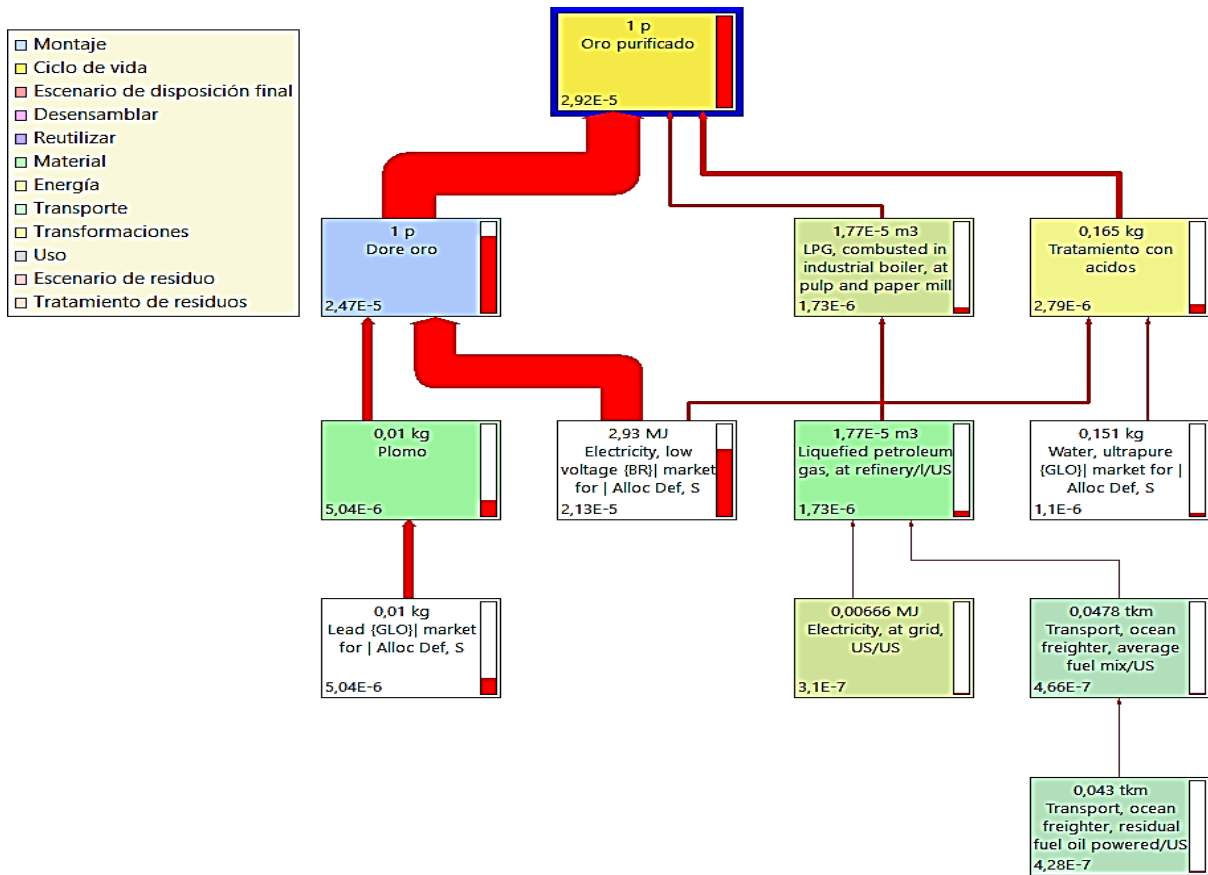 Montaje
Ciclo de vida
Escenario de disposición final
Desensamblar
Reutilizar
Material
Energía
Transporte
Transformaciones
Uso
Escenario de residuo
Tratamiento de residuos
1 p
Oro purificado
2,92E-5
1 p
Dore oro
2,47E-5
1,77E-5 m3
LPG, combusted in
industrial boiler, at
pulp and paper mill
1,73E-6
0,165 kg
Tratamiento con
acidos
2,79E-6
0,01 kg
Plomo
5,04E-6
2,93 MJ
Electricity, low
voltage {BR}| market
for | Alloc Def, S
2,13E-5
1,77E-5 m3
Liquefied petroleum
gas, at refinery/l/US
1,73E-6
0,151 kg
Water, ultrapure
{GLO}| market for |
Alloc Def, S
1,1E-6
0,01 kg
Lead {GLO}| market
for | Alloc Def, S
5,04E-6
0,00666 MJ
Electricity, at grid,
US/US
3,1E-7
0,0478 tkm
Transport, ocean
freighter, average
fuel mix/US
4,66E-7
0,043 tkm
Transport, ocean
freighter, residual
fuel oil powered/US
4,28E-7